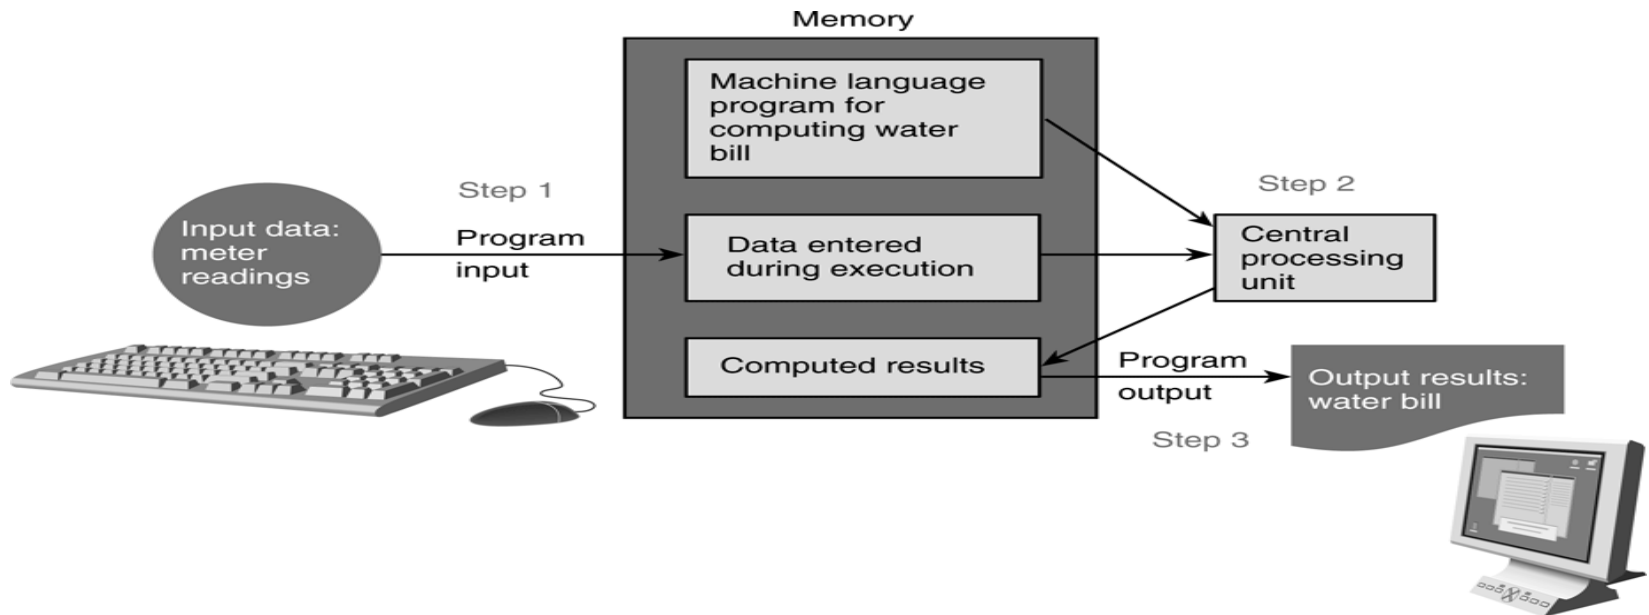 Memory
Machine language
program for
computing water
bill
Step 1
Step 2
Input data:
meter
readings
Program
input
Data entered
during execution
Central
processing
unit
Computed results
Program
output
Output results:
water bill
Step 3